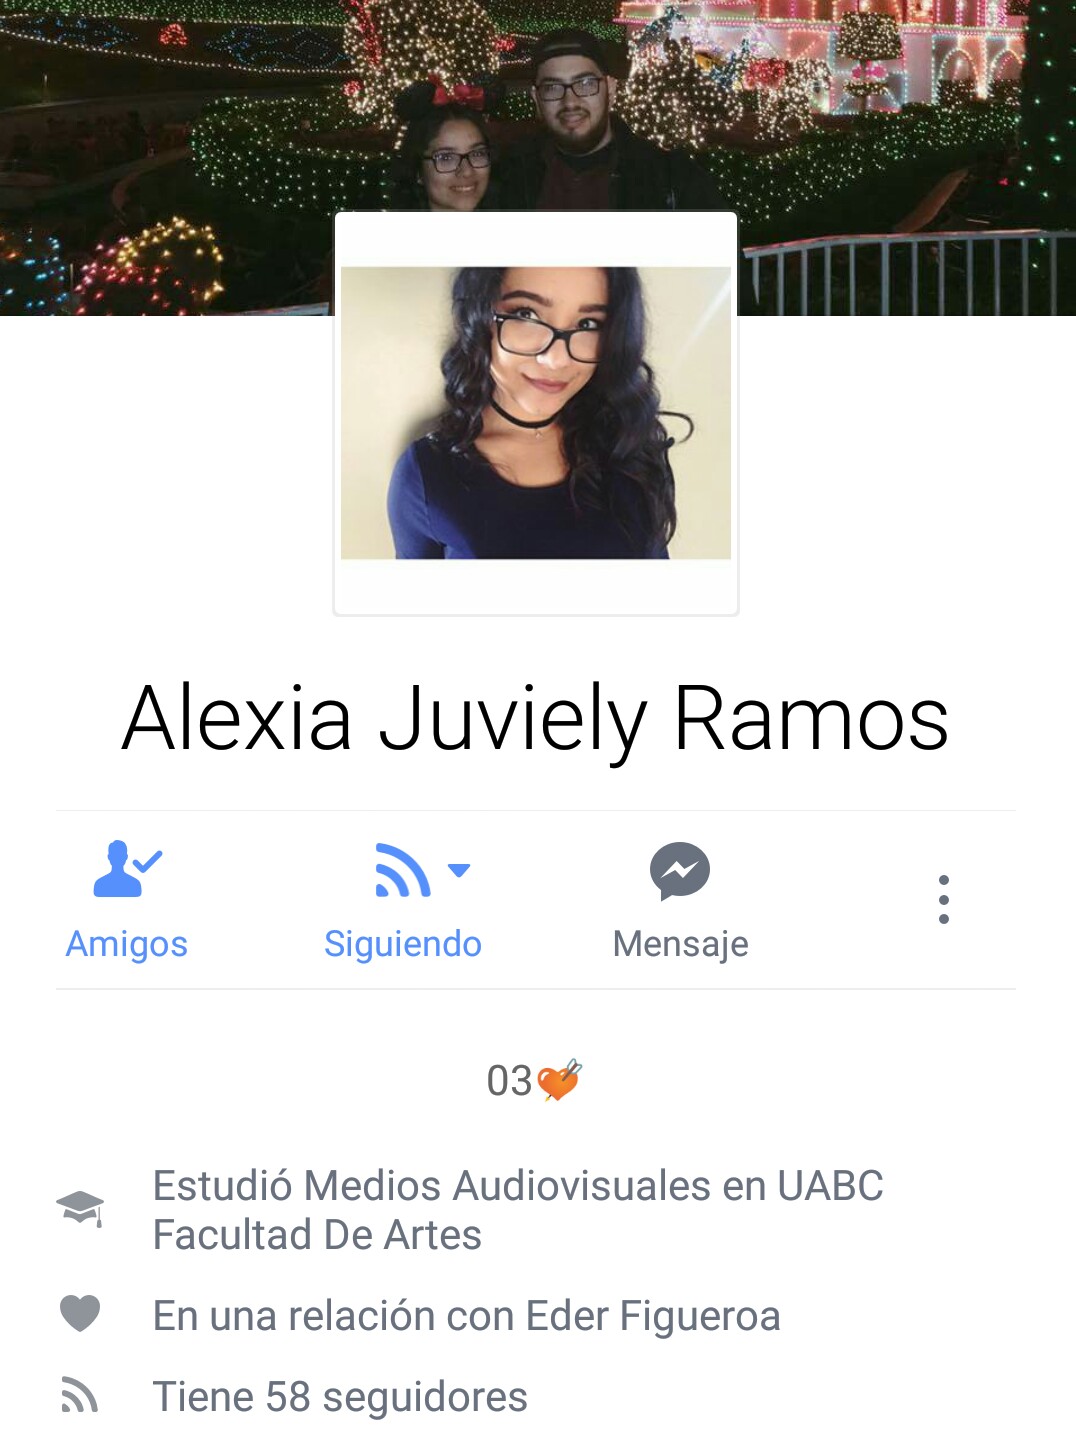 Alexia Juviely Ramos
Amigos
Siguiendo
Mensaje
03💘
Estudió Medios Audiovisuales en UABC
Facultad De Artes
En una relación con Eder Figueroa
Tiene 58 seguidores